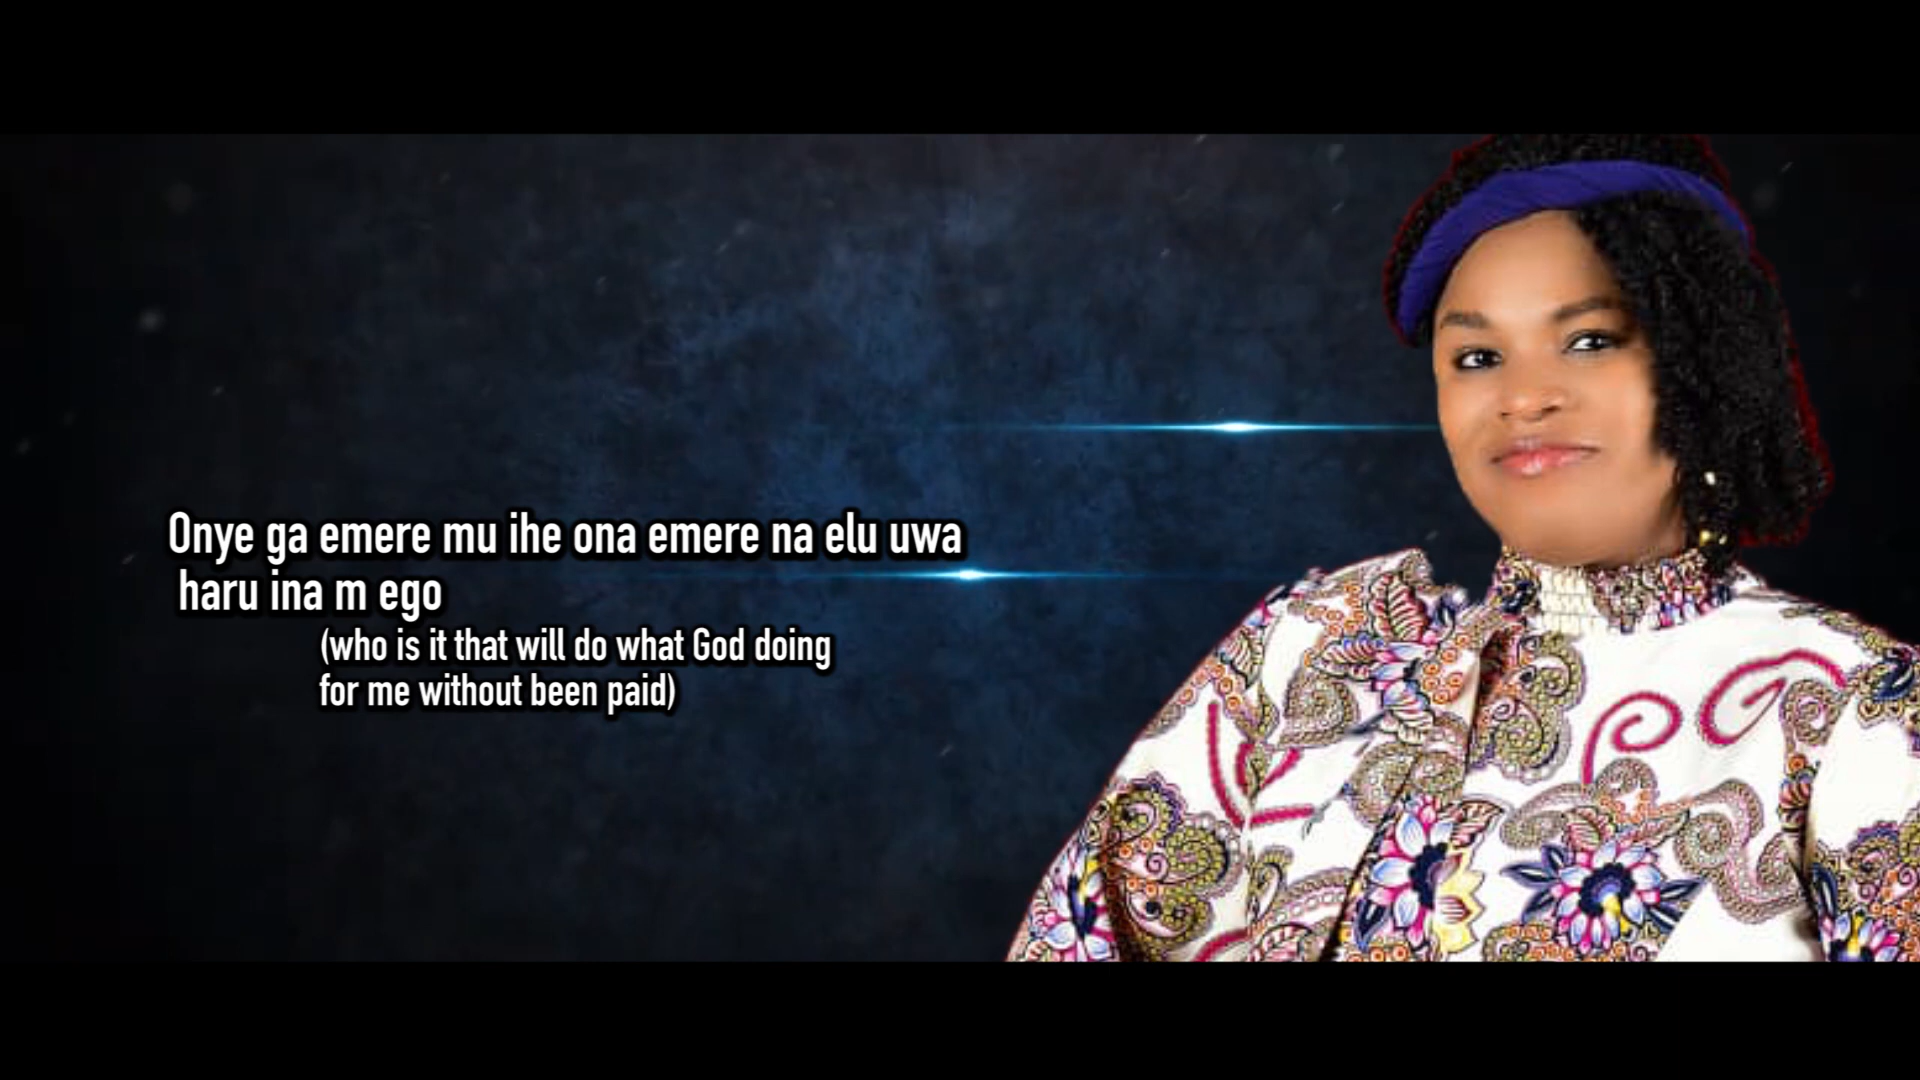 Onye ga emere mu ihe ona emere na elu uwa
haru ina m ego
(who is it that will do what God doing
for me without been paid)